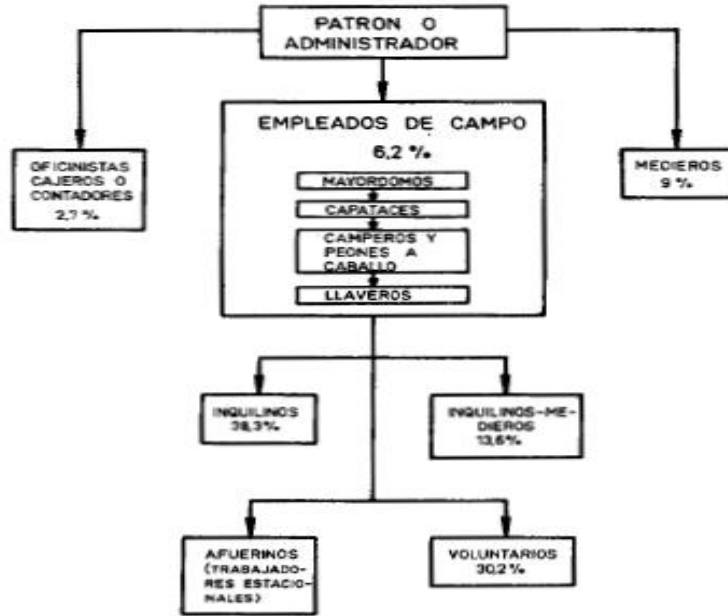 PATRON O
ADMINISTRADOR
EMPLEADOS DE CAMPO
6,2 %
OFICINISTAS
CAJEROS O
CONTADORES
2,7 %
MEDIEROS
9 %
MAYORDOMOS
CAPATACES
CAMPEROS Y
PEONES A
CABALLO
LLAVEROS
INQUILINOS
38,3%
INQUILINOS-ME-
DIEROS
13,6%
AFUERINOS
(TRABAJADO-
RES ESTACIO-
NALES)
VOLUNTARIOS
30,2 %